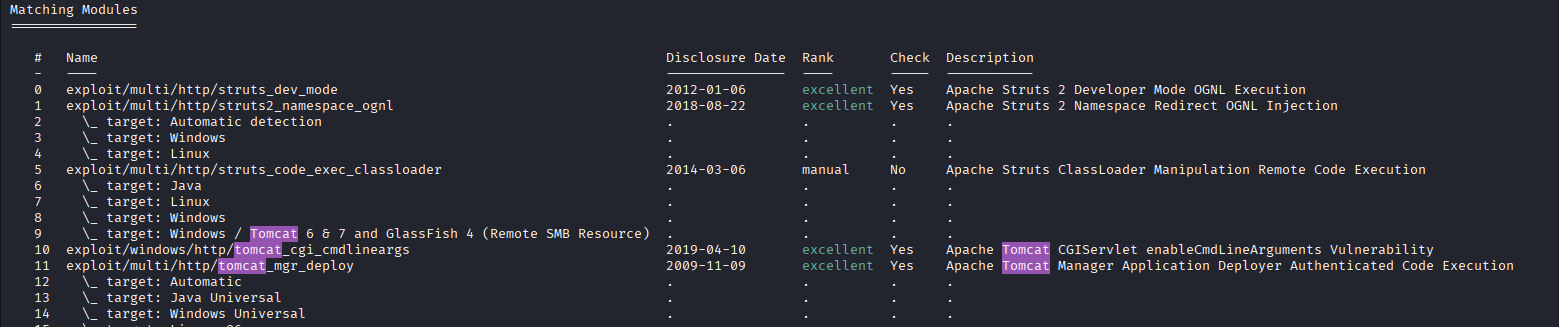 Matching Modules
================
#   Name   Disclosure Date   Rank   Check   Description
-   ----   ---------------   ----   -----   -----------
0   exploit/multi/http/struts_dev_mode   2012-01-06   excellent   Yes   Apache Struts 2 Developer Mode OGNL Execution
1   exploit/multi/http/struts2_namespace_ognl   2018-08-22   excellent   Yes   Apache Struts 2 Namespace Redirect OGNL Injection
2   \_ target: Automatic detection   .   .   .   .
3   \_ target: Windows   .   .   .   .
4   \_ target: Linux   .   .   .   .
5   exploit/multi/http/struts_code_exec_classloader   2014-03-06   manual   No   Apache Struts ClassLoader Manipulation Remote Code Execution
6   \_ target: Java   .   .   .   .
7   \_ target: Linux   .   .   .   .
8   \_ target: Windows   .   .   .   .
9   \_ target: Windows / Tomcat 6 & 7 and GlassFish 4 (Remote SMB Resource)   .   .   .   .
10   exploit/windows/http/tomcat_cgi_cmdlineargs   2019-04-10   excellent   Yes   Apache Tomcat CGIServlet enableCmdLineArguments Vulnerability
11   exploit/multi/http/tomcat_mgr_deploy   2009-11-09   excellent   Yes   Apache Tomcat Manager Application Deployer Authenticated Code Execution
12   \_ target: Automatic   .   .   .   .
13   \_ target: Java Universal   .   .   .   .
14   \_ target: Windows Universal   .   .   .   .